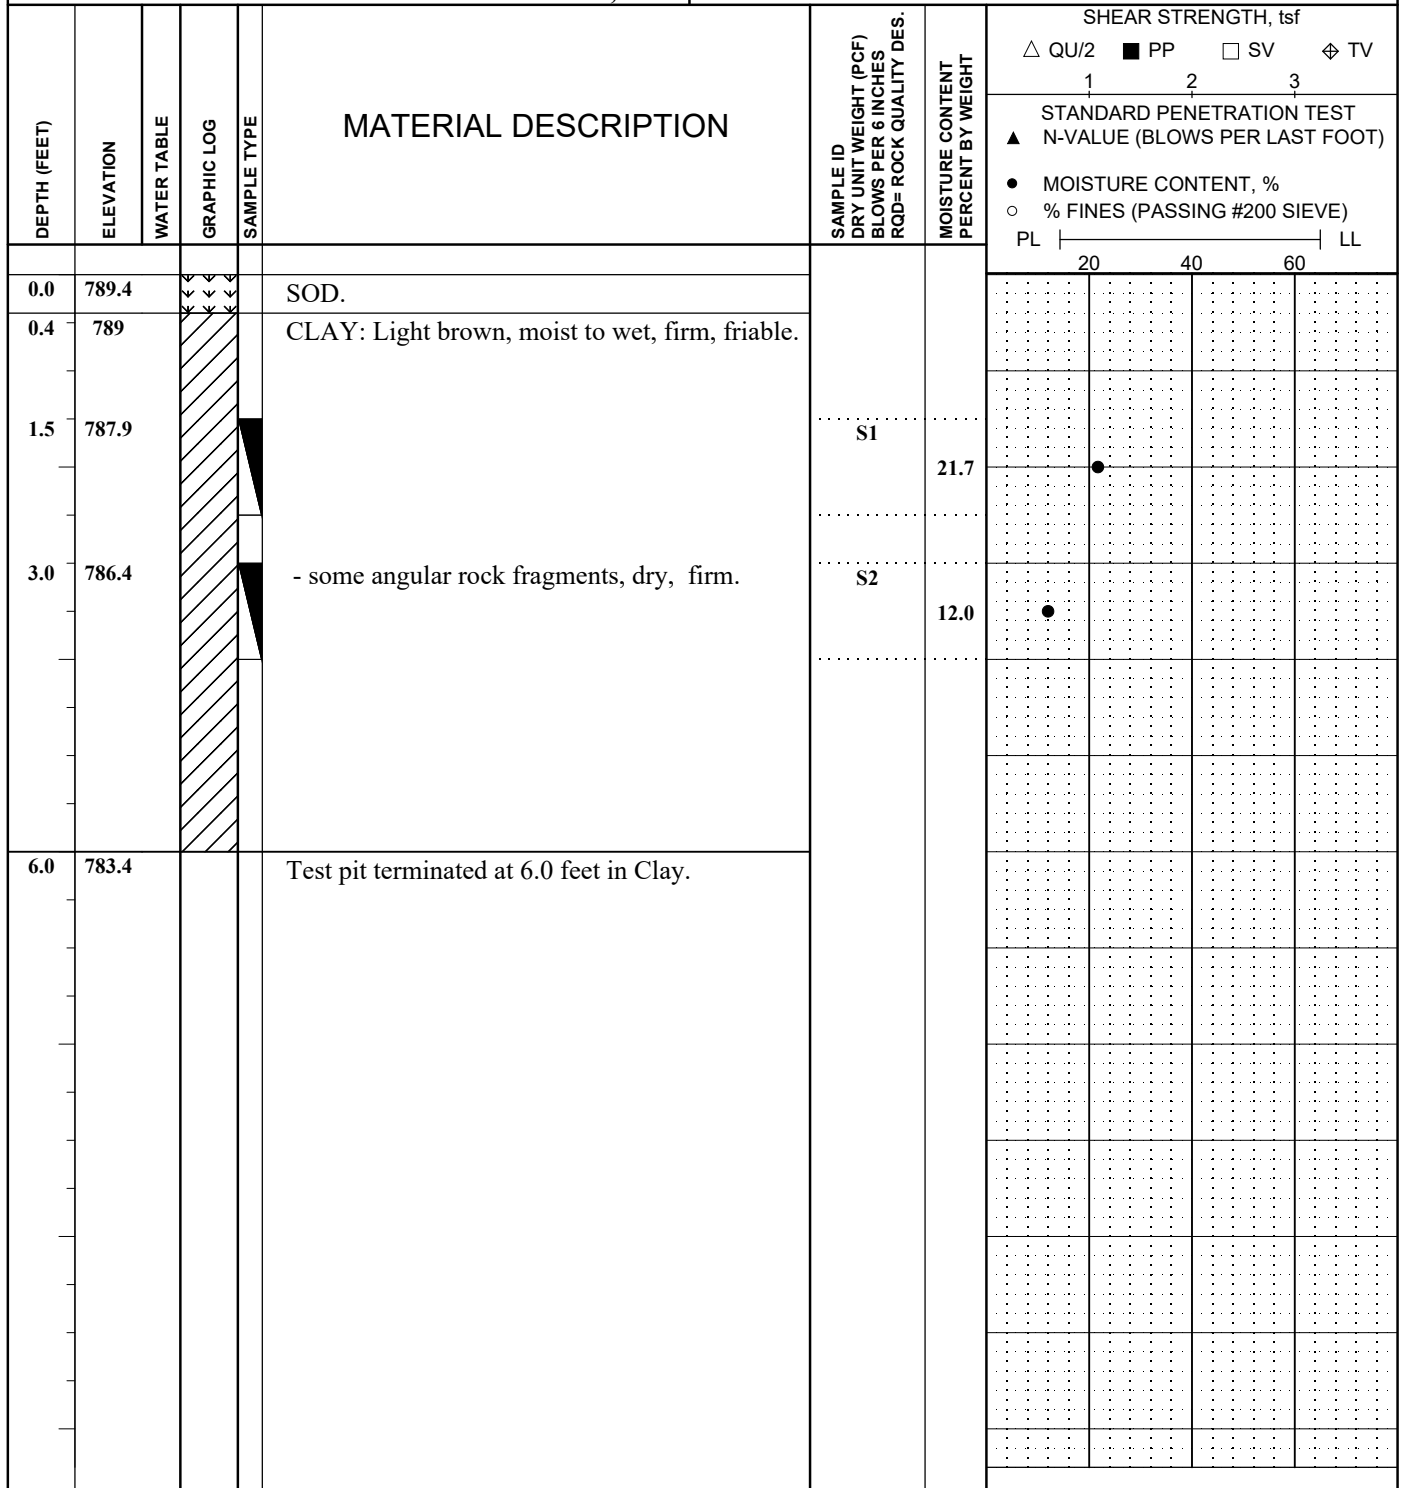 SHEAR STRENGTH, tsf
QU/2 PP SV TV
1 2 3
STANDARD PENETRATION TEST
N-VALUE (BLOWS PER LAST FOOT)
MOISTURE CONTENT, %
% FINES (PASSING #200 SIEVE)
PL LL
20 40 60
DEPTH (FEET)
ELEVATION
WATER TABLE
GRAPHIC LOG
SAMPLE TYPE
MATERIAL DESCRIPTION
SAMPLE ID
DRY UNIT WEIGHT (PCF)
BLOWS PER 6 INCHES
RQD= ROCK QUALITY DES.
MOISTURE CONTENT
PERCENT BY WEIGHT
0.0 789.4 SOD.
0.4 789 CLAY: Light brown, moist to wet, firm, friable.
1.5 787.9 S1
21.7
3.0 786.4 - some angular rock fragments, dry, firm. S2
12.0
6.0 783.4 Test pit terminated at 6.0 feet in Clay.